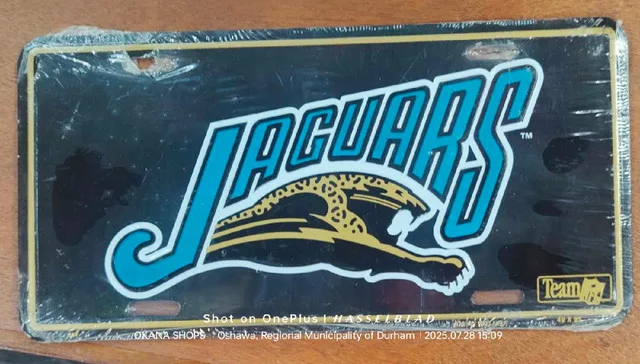 JAGUARS
TM
Team NFL
Shot on OnePlus | HASSELBLAD
OKANA SHOPS Oshawa, Regional Municipality of Durham | 2025.07.28 15:09